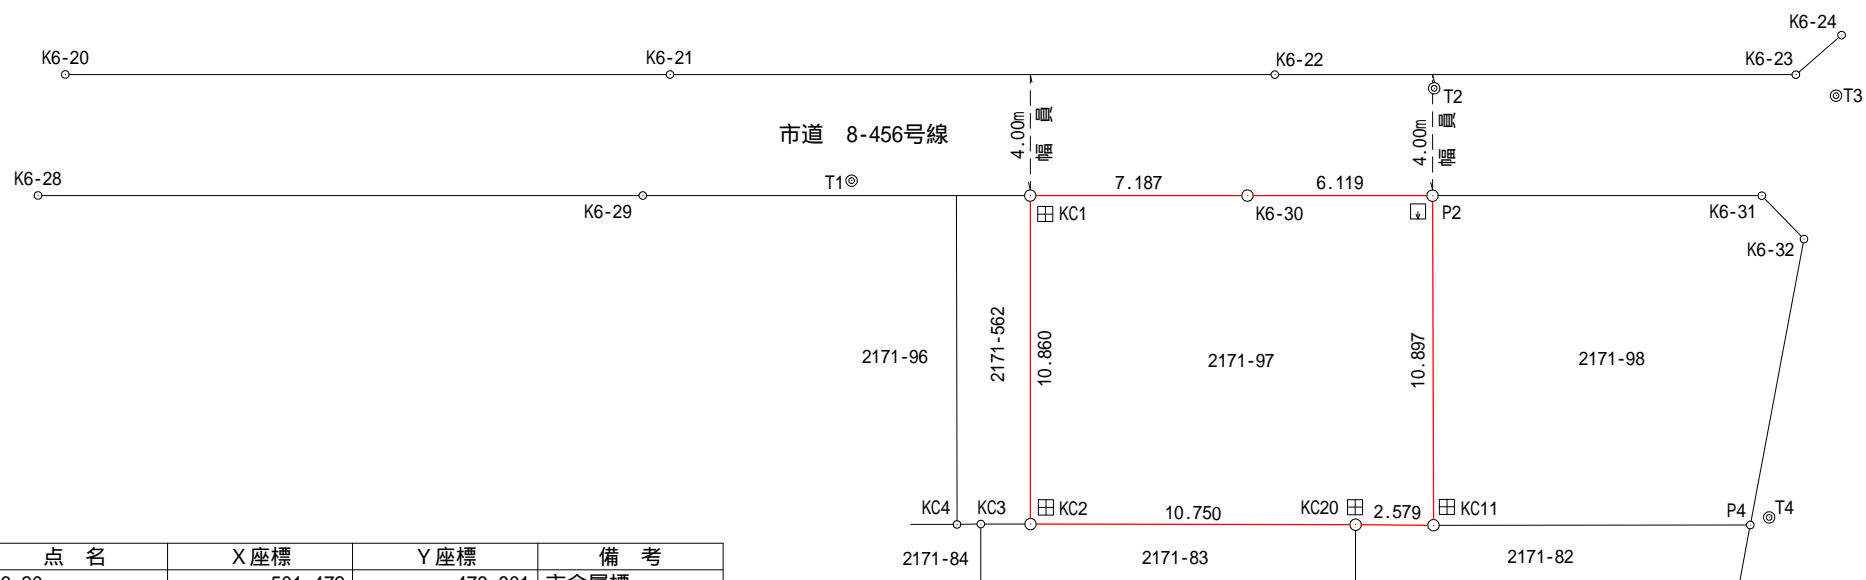 K6-24
K6-20
K6-21
K6-22
K6-23
T2
T3
4.00m
幅 員
4.00m
幅 員
市道 8-456号線
K6-28
T1
7.187
6.119
K6-29
KC1
K6-30
P2
K6-31
K6-32
2171-96
2171-562
10.860
2171-97
10.897
2171-98
KC4
KC3
KC2
10.750
KC20
2.579
KC11
P4
T4
2171-84
2171-83
2171-82
点 名 X座標 Y座標 備 考